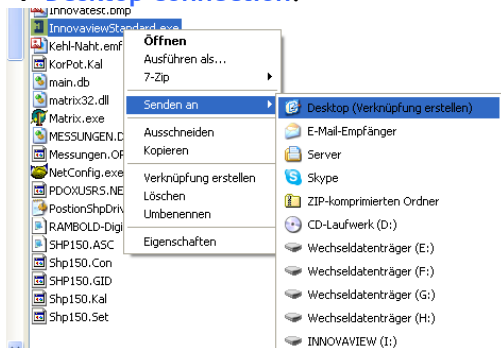 Desktop connection.
Innovatest.bmp
InnovaviewStandard.exe
Kehl-Naht.emf
KorPot.Kal
main.db
matrix32.dll
Matrix.exe
MESSUNGEN.D
Messungen.OF
NetConfig.exe
PDOXUSRS.NE
PostionShpDriv
RAMBOLD-Digi
SHP150.ASC
Shp150.Con
SHP150.GID
Shp150.Kal
Shp150.Set
Öffnen
Ausführen als...
7-Zip
Senden an
Ausschneiden
Kopieren
Verknüpfung erstellen
Löschen
Umbenennen
Eigenschaften
Desktop (Verknüpfung erstellen)
E-Mail-Empfänger
Server
Skype
ZIP-komprimierten Ordner
CD-Laufwerk (D:)
Wechseldatenträger (E:)
Wechseldatenträger (F:)
Wechseldatenträger (G:)
Wechseldatenträger (H:)
INNOVAVIEW (I:)